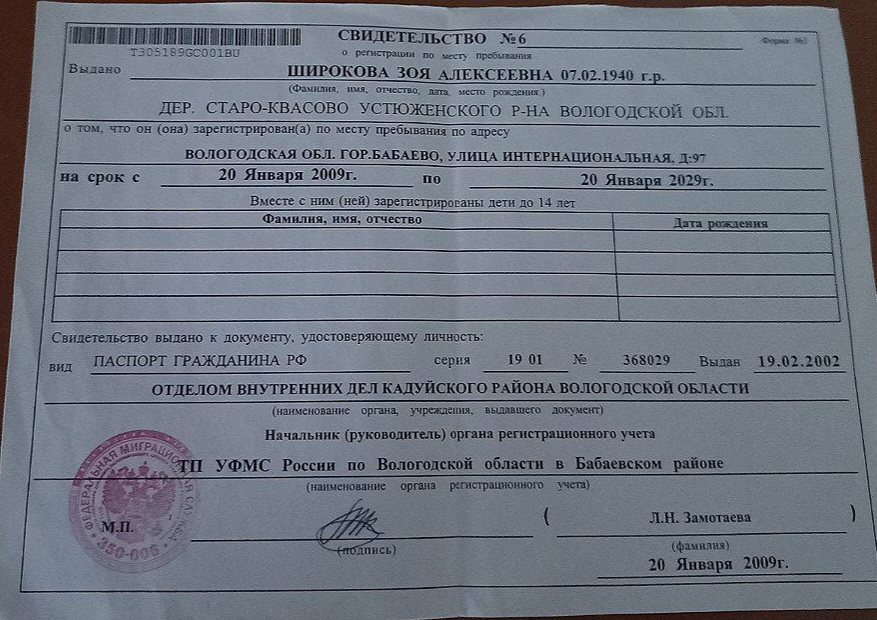 СВИДЕТЕЛЬСТВО №6
Форма №3
T305189GC001BU
о регистрации по месту пребывания
Выдано ШИРОКОВА ЗОЯ АЛЕКСЕЕВНА 07.02.1940 г.р.
(Фамилия, имя, отчество, дата, место рождения.)
ДЕР. СТАРО-КВАСОВО УСТЮЖЕНСКОГО Р-НА ВОЛОГОДСКОЙ ОБЛ.
о том, что он (она) зарегистрирован(а) по месту пребывания по адресу
ВОЛОГОДСКАЯ ОБЛ. ГОР.БАБАЕВО, УЛИЦА ИНТЕРНАЦИОНАЛЬНАЯ, Д:97
на срок с 20 Января 2009г. по 20 Января 2029г.
Вместе с ним (ней) зарегистрированы дети до 14 лет
Фамилия, имя, отчество Дата рождения
Свидетельство выдано к документу, удостоверяющему личность:
вид ПАСПОРТ ГРАЖДАНИНА РФ серия 19 01 № 368029 Выдан 19.02.2002
ОТДЕЛОМ ВНУТРЕННИХ ДЕЛ КАДУЙСКОГО РАЙОНА ВОЛОГОДСКОЙ ОБЛАСТИ
(наименование органа, учреждения, выдавшего документ)
Начальник (руководитель) органа регистрационного учета
ТП УФМС России по Вологодской области в Бабаевском районе
(наименование органа регистрационного учета)
ФЕДЕРАЛЬНАЯ МИГРАЦИОННАЯ СЛУЖБА
350-006
М.П.
( Л.Н. Замотаева )
(подпись) (фамилия)
20 Января 2009г.